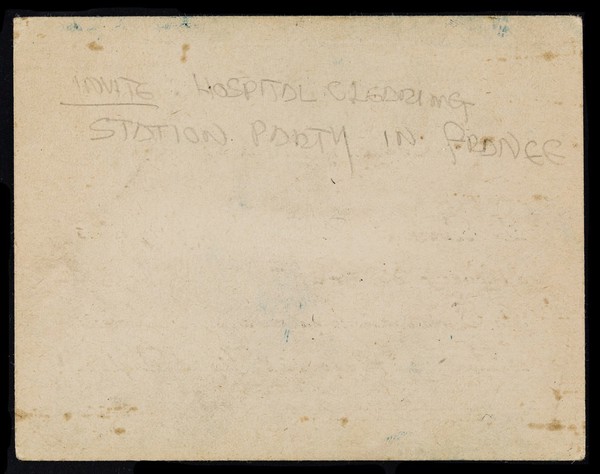 INVITE. HOSPITAL CLEARING
STATION PARTY IN FRANCE